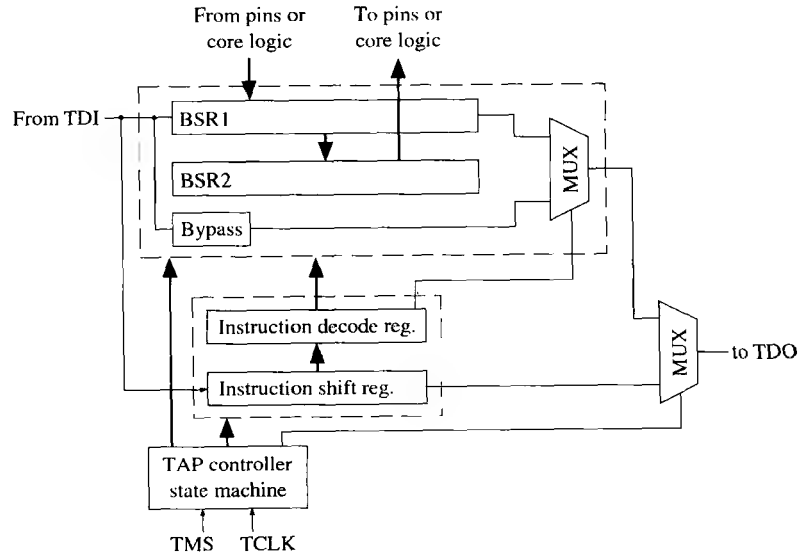 From pins or
core logic
To pins or
core logic
From TDI
BSR1
BSR2
Bypass
MUX
Instruction decode reg.
Instruction shift reg.
MUX
to TDO
TAP controller
state machine
TMS
TCLK